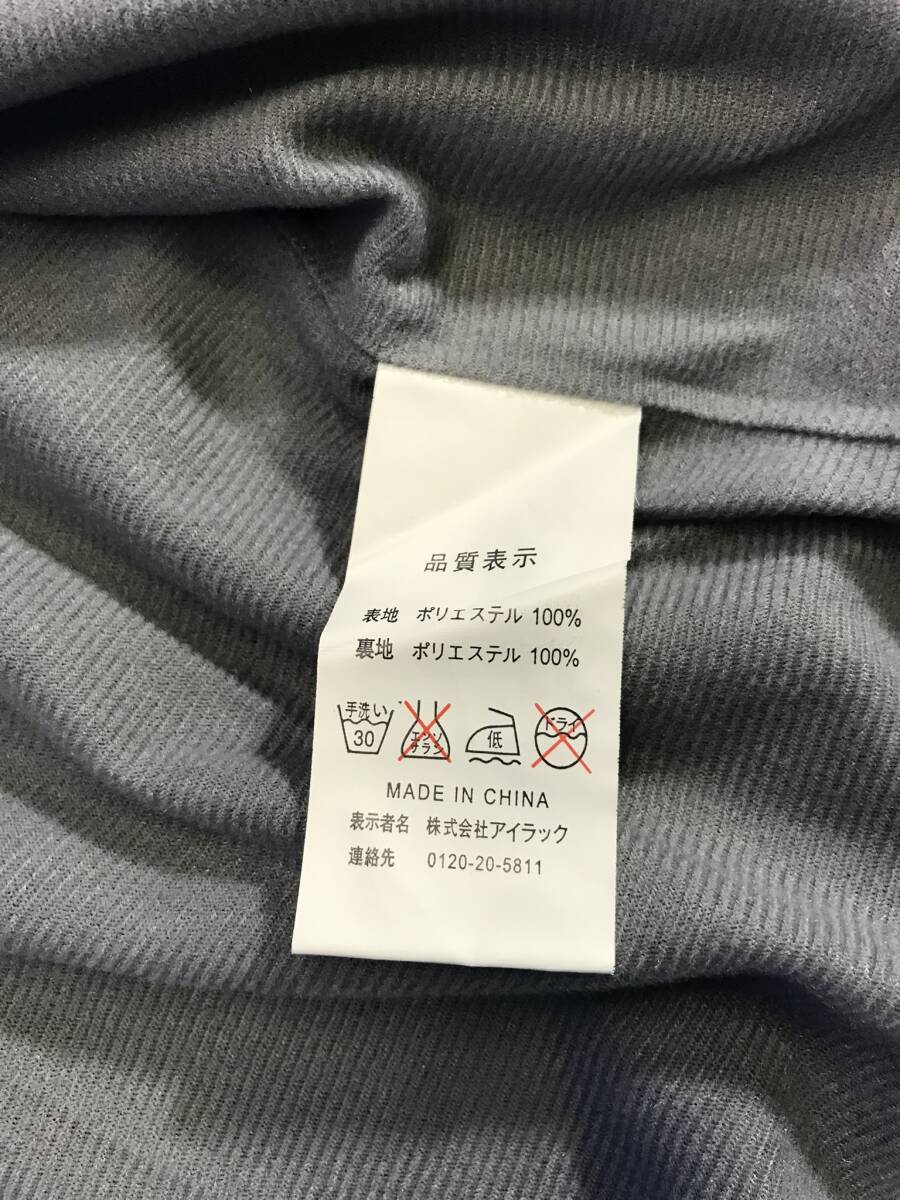 品質表示
表地 ポリエステル 100%
裏地 ポリエステル 100%
手洗い 30 エンソ サラシ 低 ドライ
MADE IN CHINA
表示者名 株式会社アイラック
連絡先 0120-20-5811